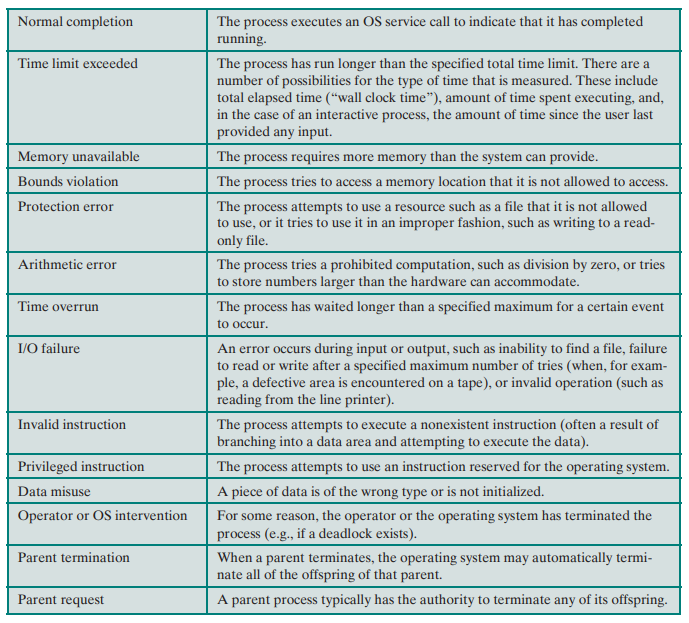 Normal completion
The process executes an OS service call to indicate that it has completed
running.
Time limit exceeded
The process has run longer than the specified total time limit. There are a
number of possibilities for the type of time that is measured. These include
total elapsed time (“wall clock time”), amount of time spent executing, and,
in the case of an interactive process, the amount of time since the user last
provided any input.
Memory unavailable
The process requires more memory than the system can provide.
Bounds violation
The process tries to access a memory location that it is not allowed to access.
Protection error
The process attempts to use a resource such as a file that it is not allowed
to use, or it tries to use it in an improper fashion, such as writing to a read-
only file.
Arithmetic error
The process tries a prohibited computation, such as division by zero, or tries
to store numbers larger than the hardware can accommodate.
Time overrun
The process has waited longer than a specified maximum for a certain event
to occur.
I/O failure
An error occurs during input or output, such as inability to find a file, failure
to read or write after a specified maximum number of tries (when, for exam-
ple, a defective area is encountered on a tape), or invalid operation (such as
reading from the line printer).
Invalid instruction
The process attempts to execute a nonexistent instruction (often a result of
branching into a data area and attempting to execute the data).
Privileged instruction
The process attempts to use an instruction reserved for the operating system.
Data misuse
A piece of data is of the wrong type or is not initialized.
Operator or OS intervention
For some reason, the operator or the operating system has terminated the
process (e.g., if a deadlock exists).
Parent termination
When a parent terminates, the operating system may automatically termi-
nate all of the offspring of that parent.
Parent request
A parent process typically has the authority to terminate any of its offspring.